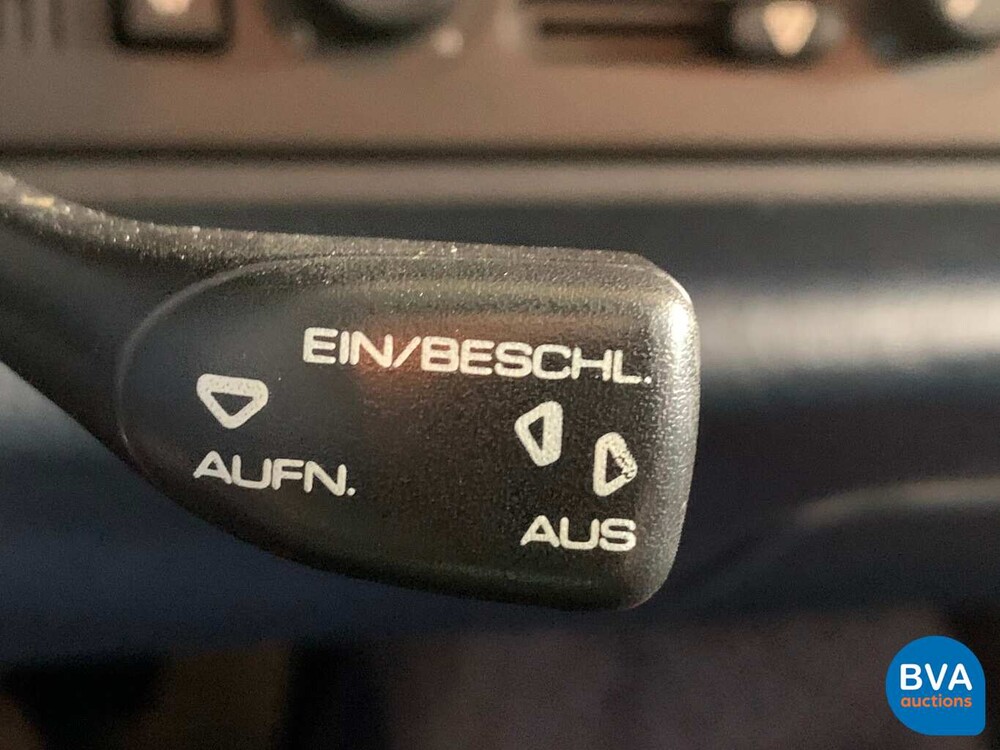 EIN/BESCHL.
AUFN.
AUS
BVA
auctions